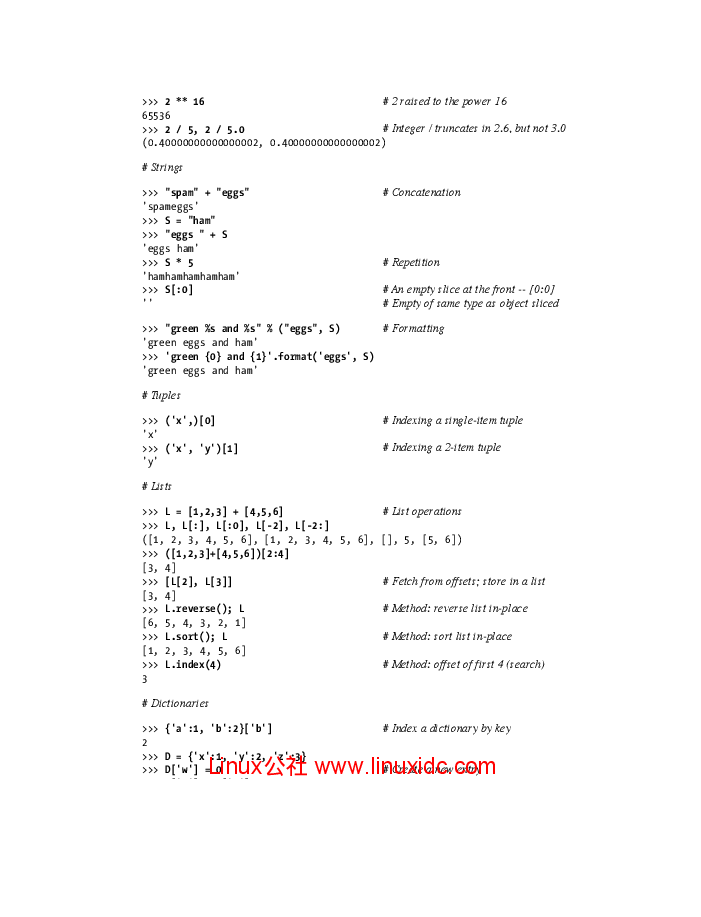 >>> 2 ** 16 # 2 raised to the power 16
65536
>>> 2 / 5, 2 / 5.0 # Integer / truncates in 2.6, but not 3.0
(0.40000000000000002, 0.40000000000000002)
# Strings
>>> "spam" + "eggs" # Concatenation
'spameggs'
>>> S = "ham"
>>> "eggs " + S
'eggs ham'
>>> S * 5 # Repetition
'hamhamhamhamham'
>>> S[:0] # An empty slice at the front -- [0:0]
'' # Empty of same type as object sliced
>>> "green %s and %s" % ("eggs", S) # Formatting
'green eggs and ham'
>>> 'green {0} and {1}'.format('eggs', S)
'green eggs and ham'
# Tuples
>>> ('x',)[0] # Indexing a single-item tuple
'x'
>>> ('x', 'y')[1] # Indexing a 2-item tuple
'y'
# Lists
>>> L = [1,2,3] + [4,5,6] # List operations
>>> L, L[:], L[:0], L[-2], L[-2:]
([1, 2, 3, 4, 5, 6], [1, 2, 3, 4, 5, 6], [], 5, [5, 6])
>>> ([1,2,3]+[4,5,6])[2:4]
[3, 4]
>>> [L[2], L[3]] # Fetch from offsets; store in a list
[3, 4]
>>> L.reverse(); L # Method: reverse list in-place
[6, 5, 4, 3, 2, 1]
>>> L.sort(); L # Method: sort list in-place
[1, 2, 3, 4, 5, 6]
>>> L.index(4) # Method: offset of first 4 (search)
3
# Dictionaries
>>> {'a':1, 'b':2}['b'] # Index a dictionary by key
2
>>> D = {'x':1, 'y':2, 'z':3}
>>> D['w'] = 0 # Create a new entry
Linux公社 www.linuxidc.com